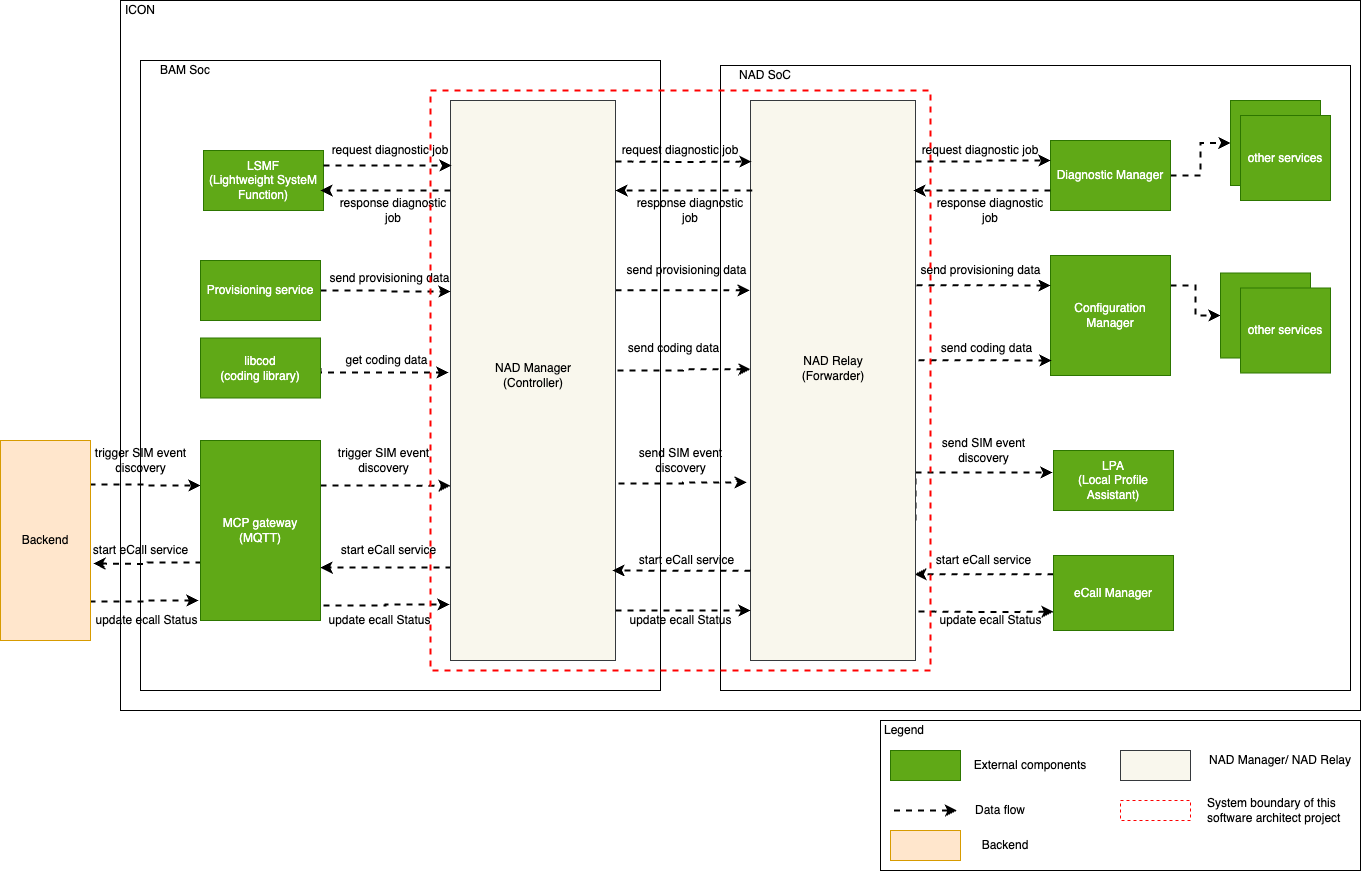 ICON
BAM Soc
NAD SoC
LSMF
(Lightweight SysteM
Function)
request diagnostic job
response diagnostic
job
request diagnostic job
response diagnostic
job
request diagnostic job
response diagnostic
job
Diagnostic Manager
other services
Provisioning service
send provisioning data
send provisioning data
send provisioning data
Configuration
Manager
other services
libcod
(coding library)
get coding data
NAD Manager
(Controller)
send coding data
NAD Relay
(Forwarder)
send coding data
Backend
trigger SIM event
discovery
MCP gateway
(MQTT)
trigger SIM event
discovery
send SIM event
discovery
send SIM event
discovery
LPA
(Local Profile
Assistant)
start eCall service
start eCall service
start eCall service
start eCall service
eCall Manager
update ecall Status
update ecall Status
update ecall Status
update ecall Status
Legend
External components
NAD Manager/ NAD Relay
Data flow
System boundary of this
software architect project
Backend